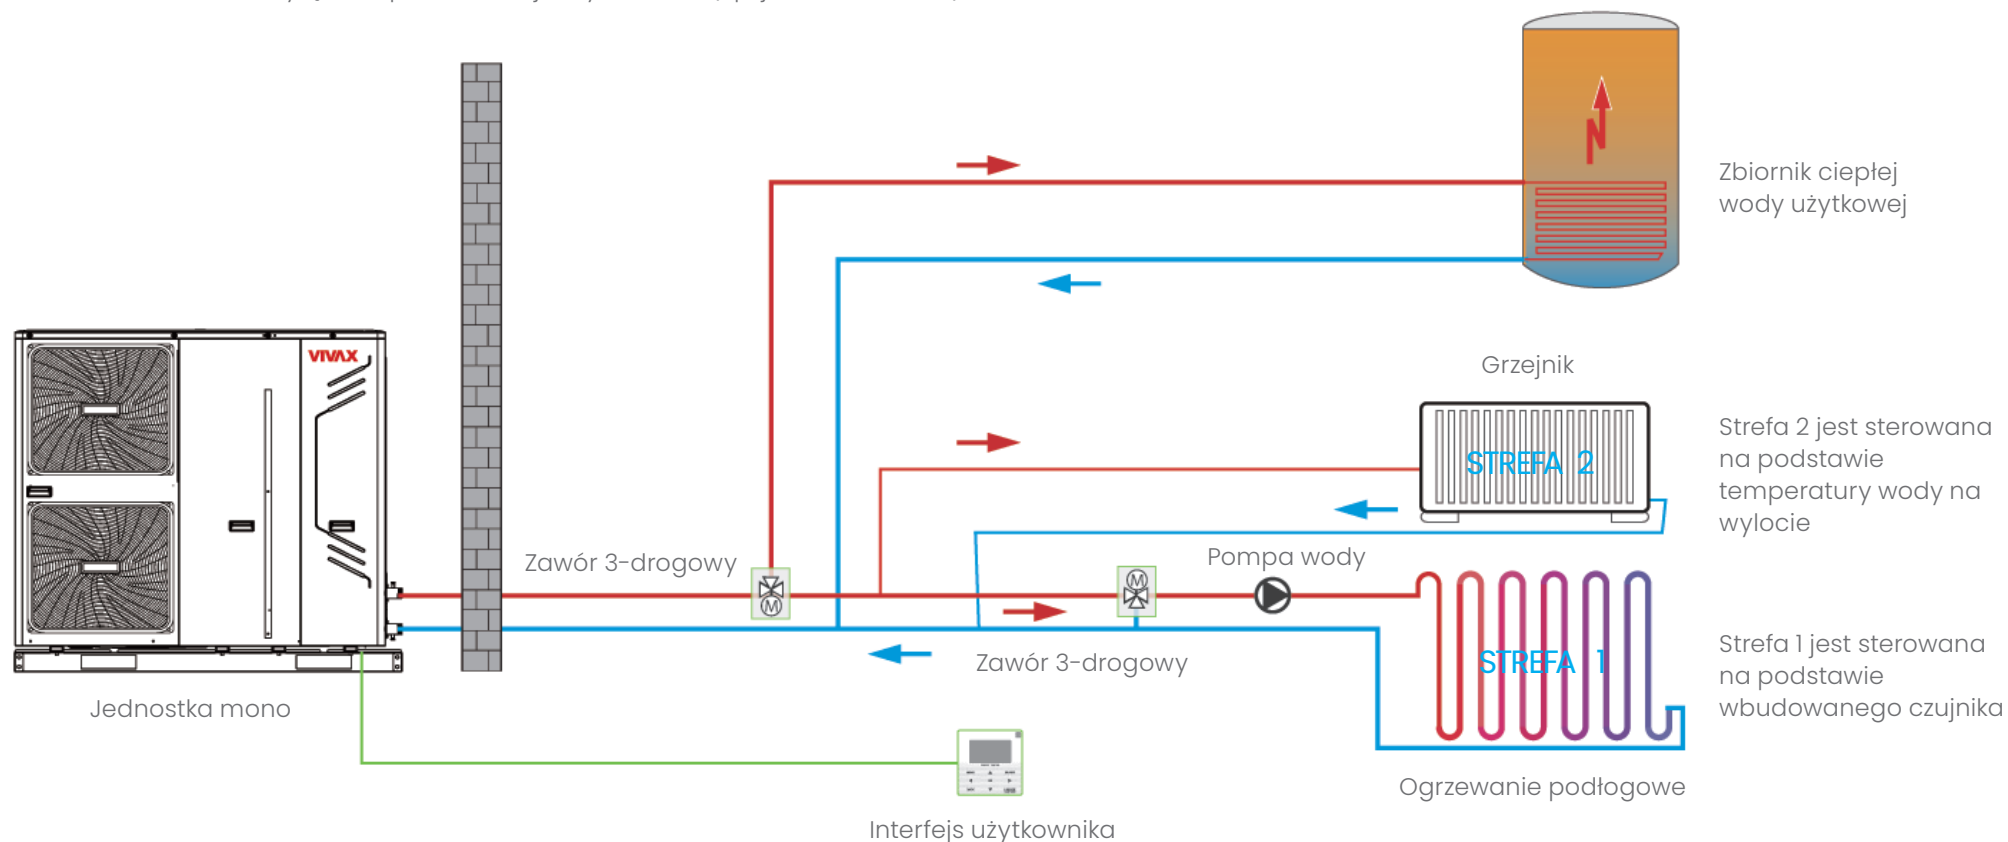 VIVAX
Zbiornik ciepłej
wody użytkowej
Grzejnik
STREFA 2
Strefa 2 jest sterowana
na podstawie
temperatury wody na
wylocie
Zawór 3-drogowy
M
M
Pompa wody
Zawór 3-drogowy
STREFA 1
Strefa 1 jest sterowana
na podstawie
wbudowanego czujnika
Jednostka mono
Ogrzewanie podłogowe
Interfejs użytkownika